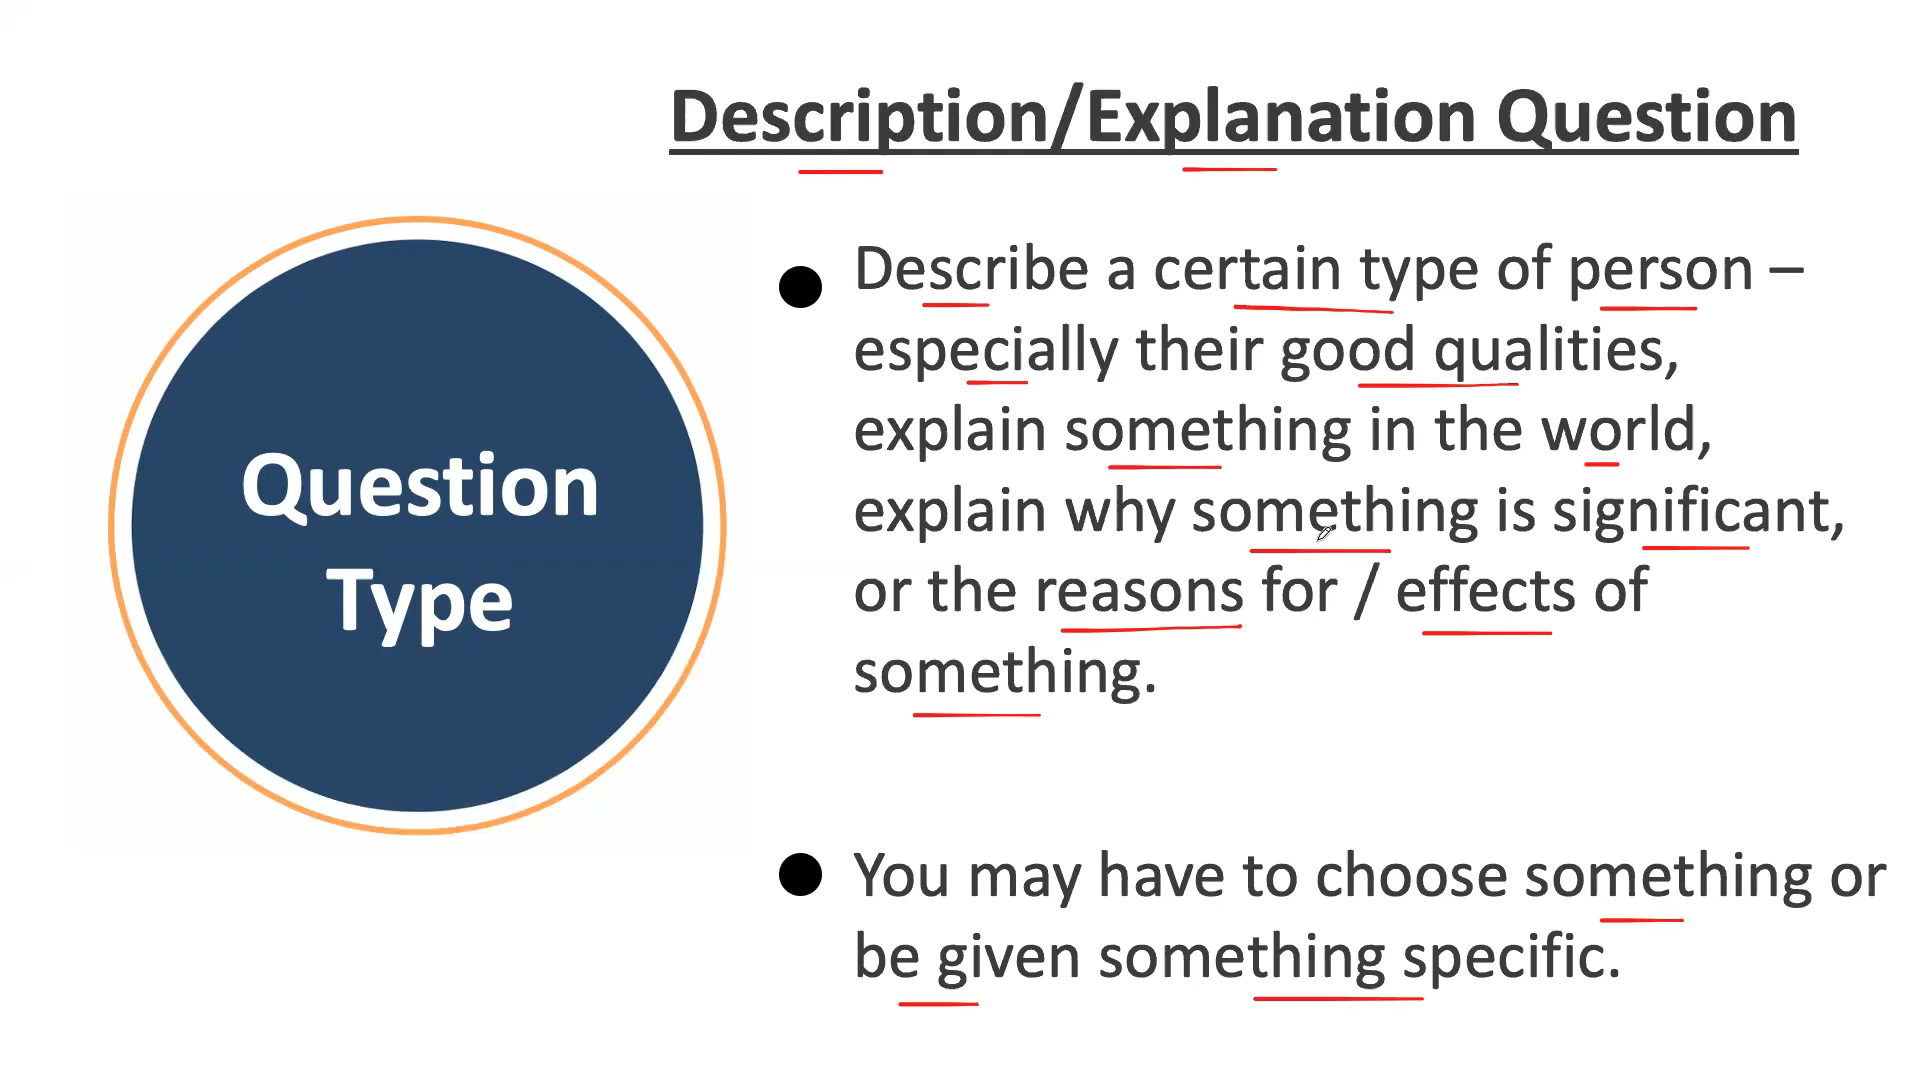 Description/Explanation Question
Question
Type
Describe a certain type of person –
especially their good qualities,
explain something in the world,
explain why something is significant,
or the reasons for / effects of
something.
You may have to choose something or
be given something specific.